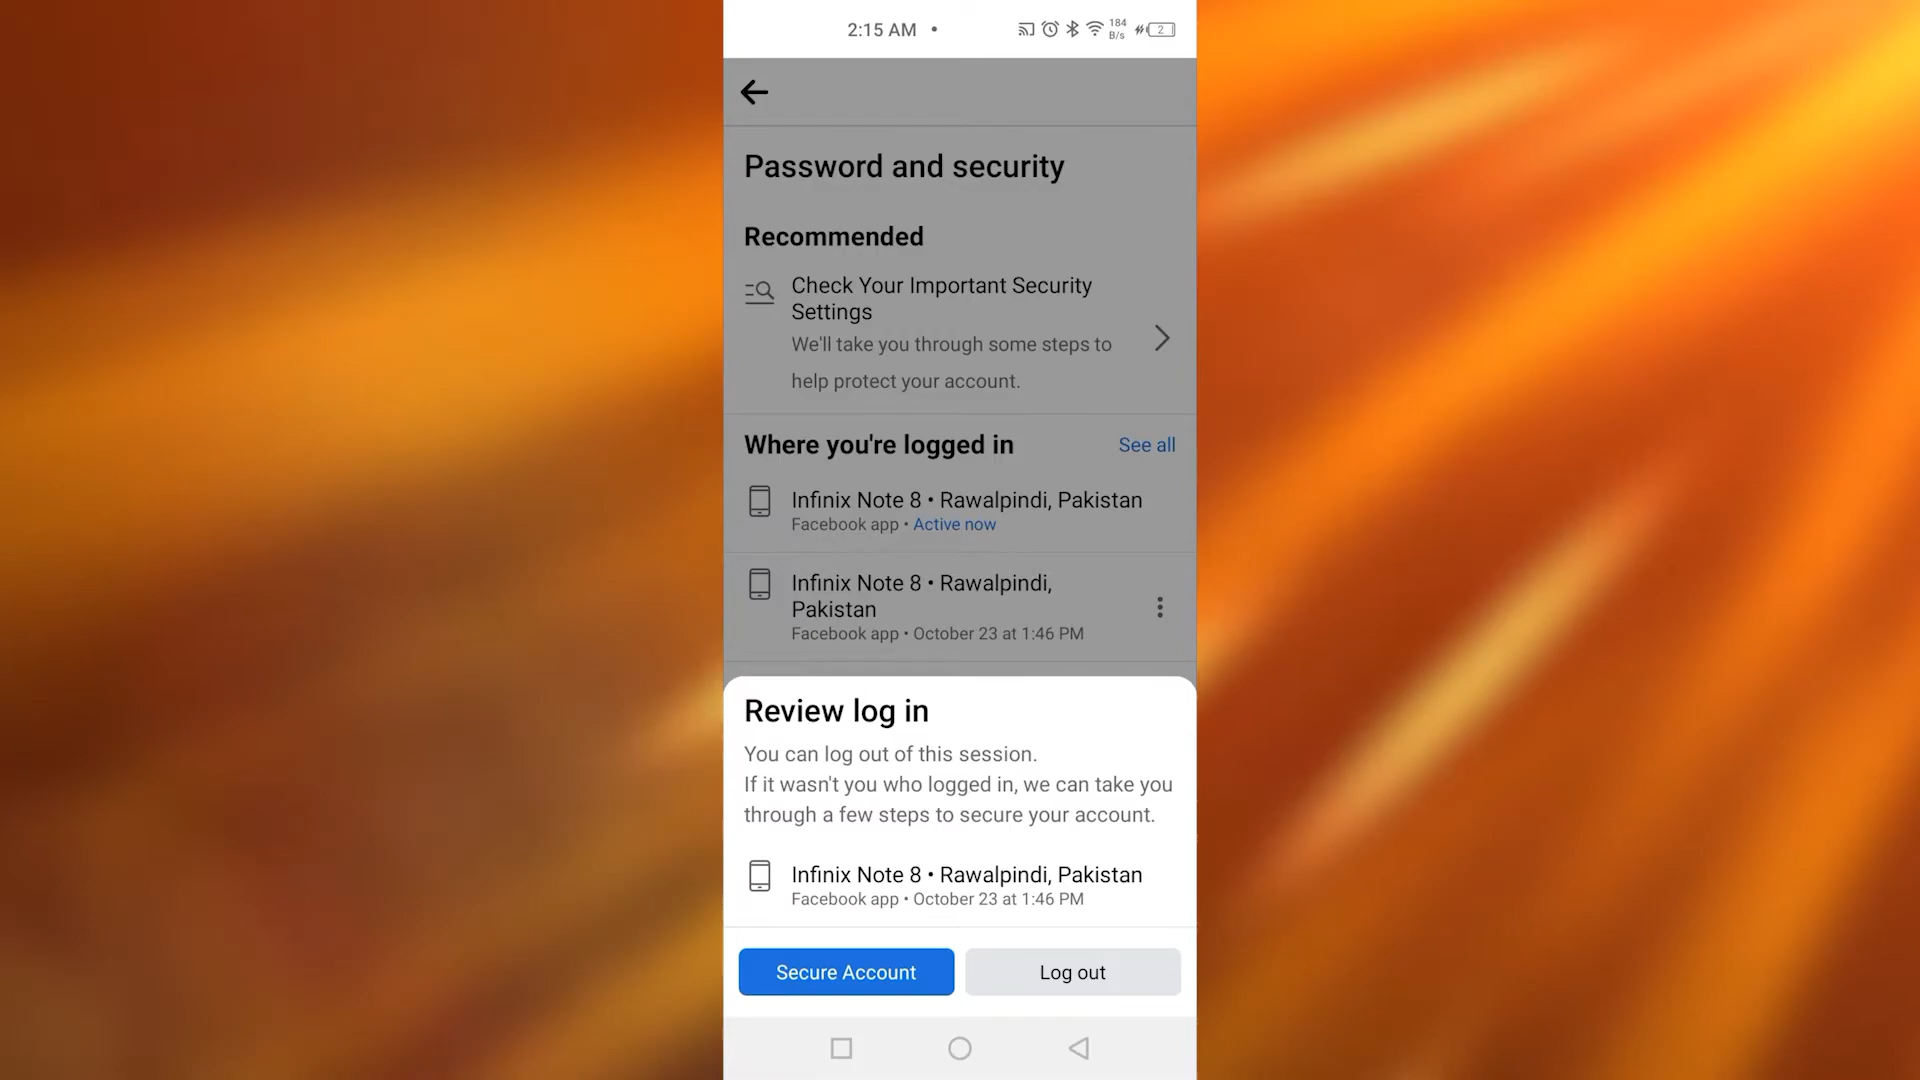 2:15 AM •
184
B/s
2
Password and security
Recommended
Check Your Important Security
Settings
We'll take you through some steps to
help protect your account.
Where you're logged in
See all
Infinix Note 8 • Rawalpindi, Pakistan
Facebook app • Active now
Infinix Note 8 • Rawalpindi,
Pakistan
Facebook app • October 23 at 1:46 PM
Review log in
You can log out of this session.
If it wasn't you who logged in, we can take you
through a few steps to secure your account.
Infinix Note 8 • Rawalpindi, Pakistan
Facebook app • October 23 at 1:46 PM
Secure Account
Log out